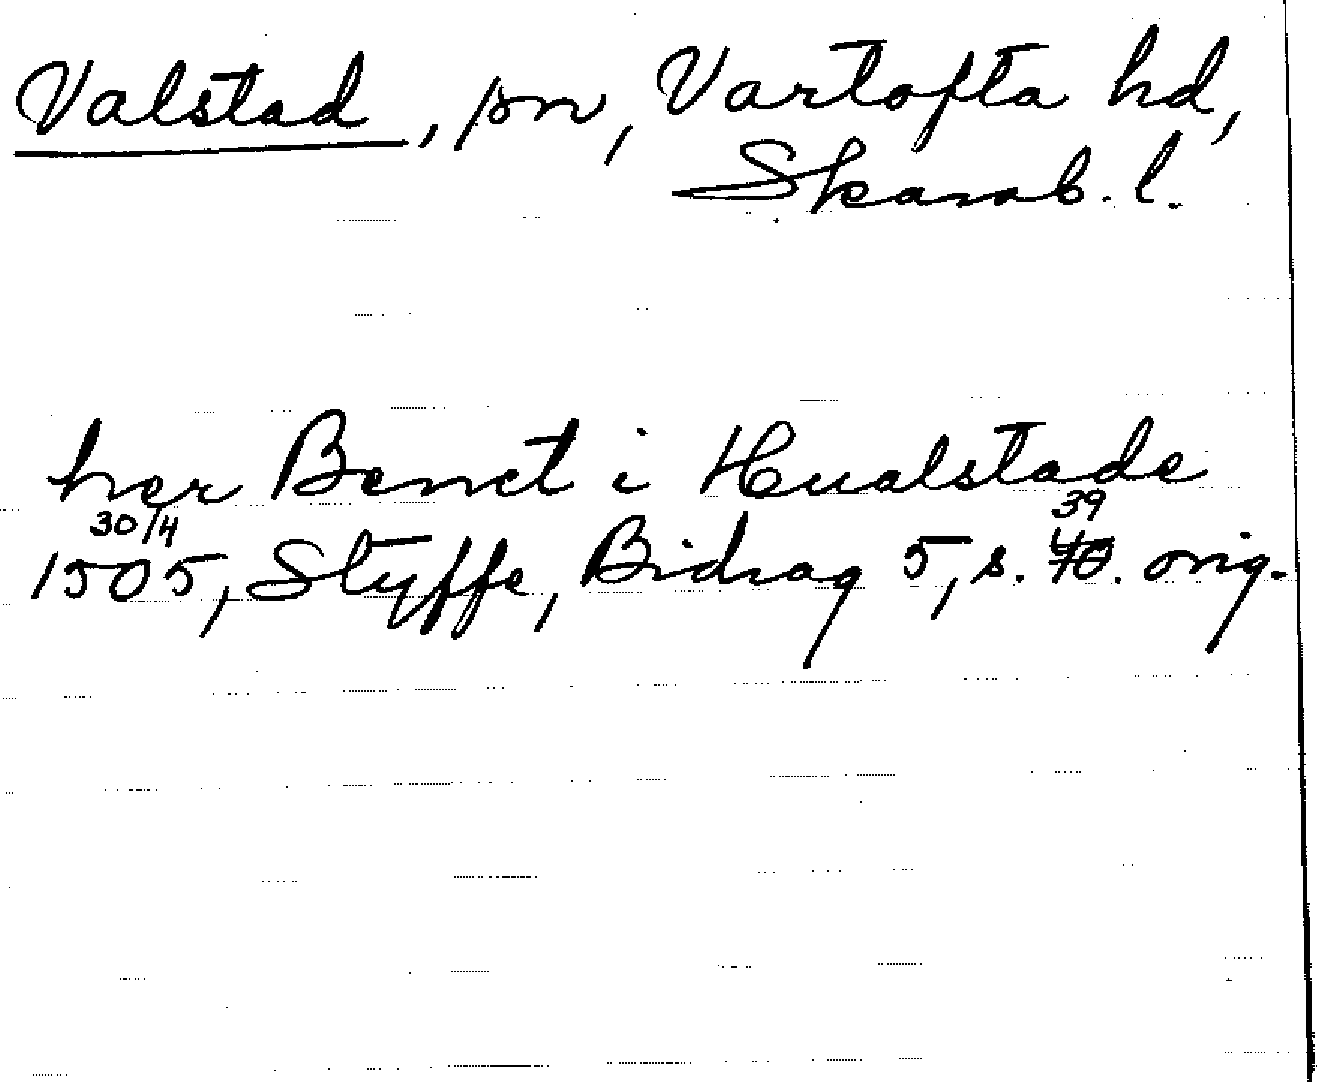 Valstad, sn, Vartofta hd,
Skarab. l.
her Benct i Hualstade
30/4 39
1505, Styffe, Bidrag 5, s. 40. orig.